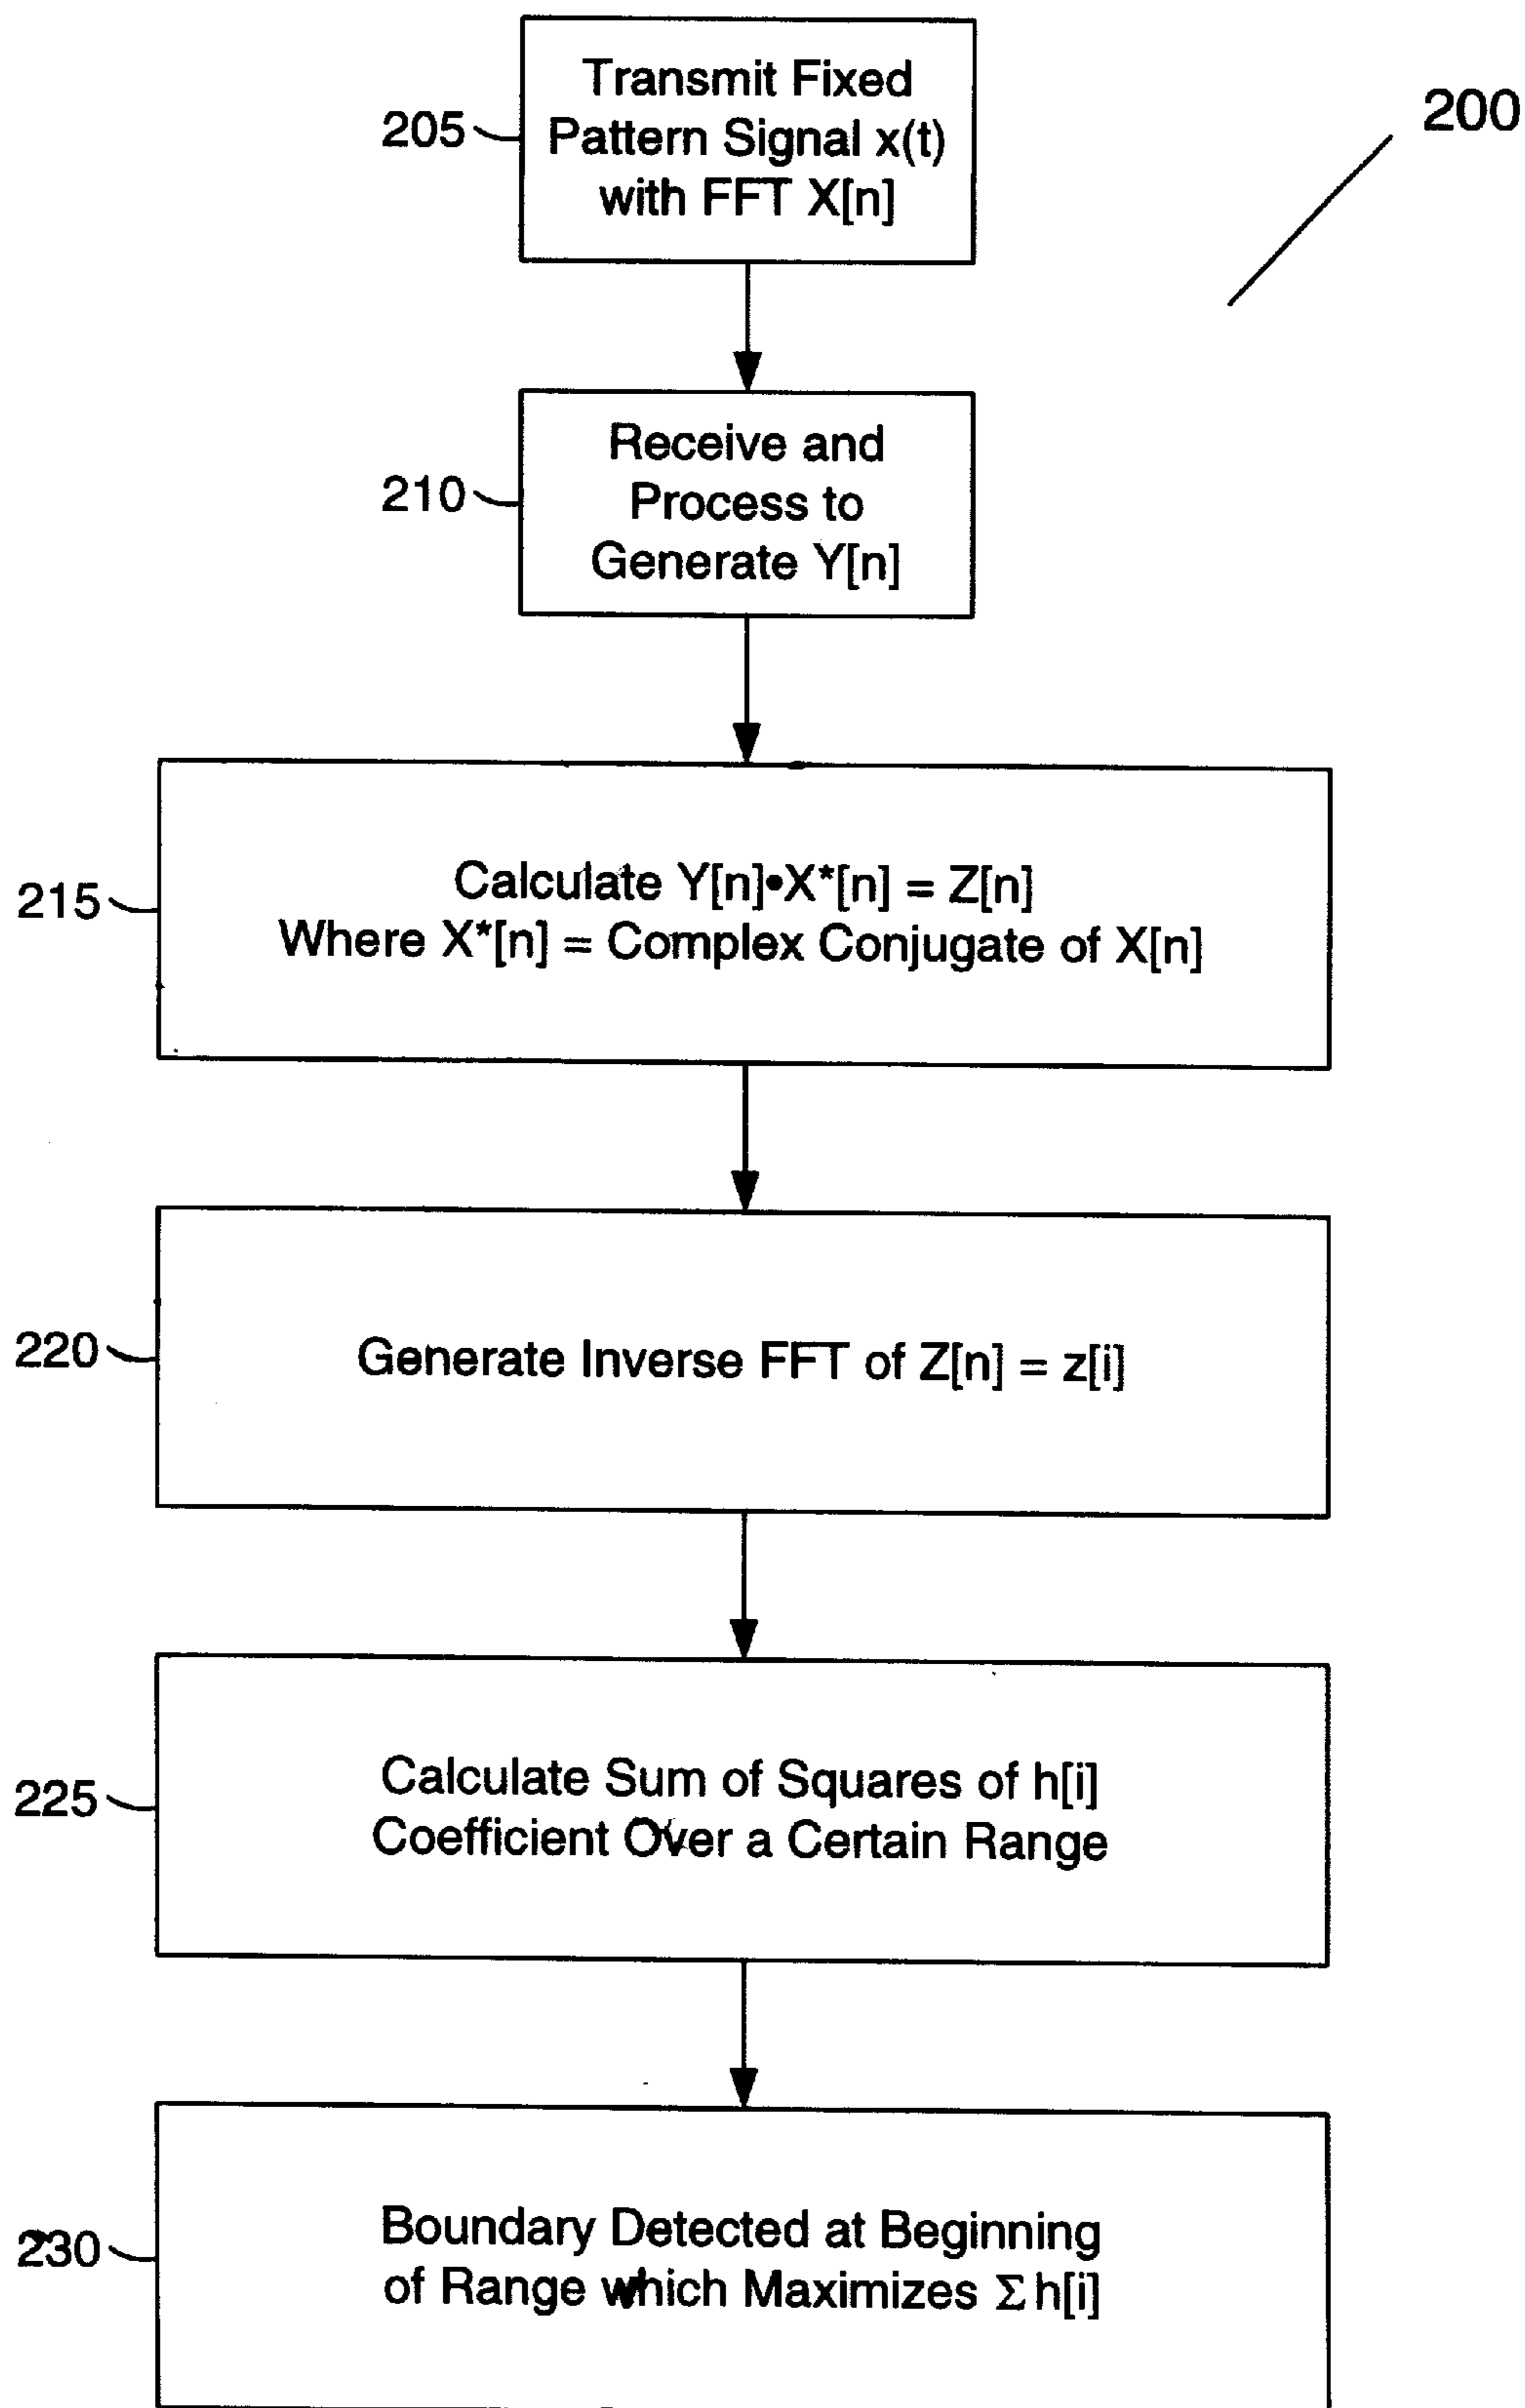 200
Transmit Fixed
205
Pattern Signal x(t)
with FFT X[n]
Receive and
210
Process to
Generate Y[n]
215
Calculate Y[n]•X*[n] = Z[n]
Where X*[n] = Complex Conjugate of X[n]
220
Generate Inverse FFT of Z[n] = z[i]
225
Calculate Sum of Squares of h[i]
Coefficient Over a Certain Range
230
Boundary Detected at Beginning
of Range which Maximizes Σ h[i]